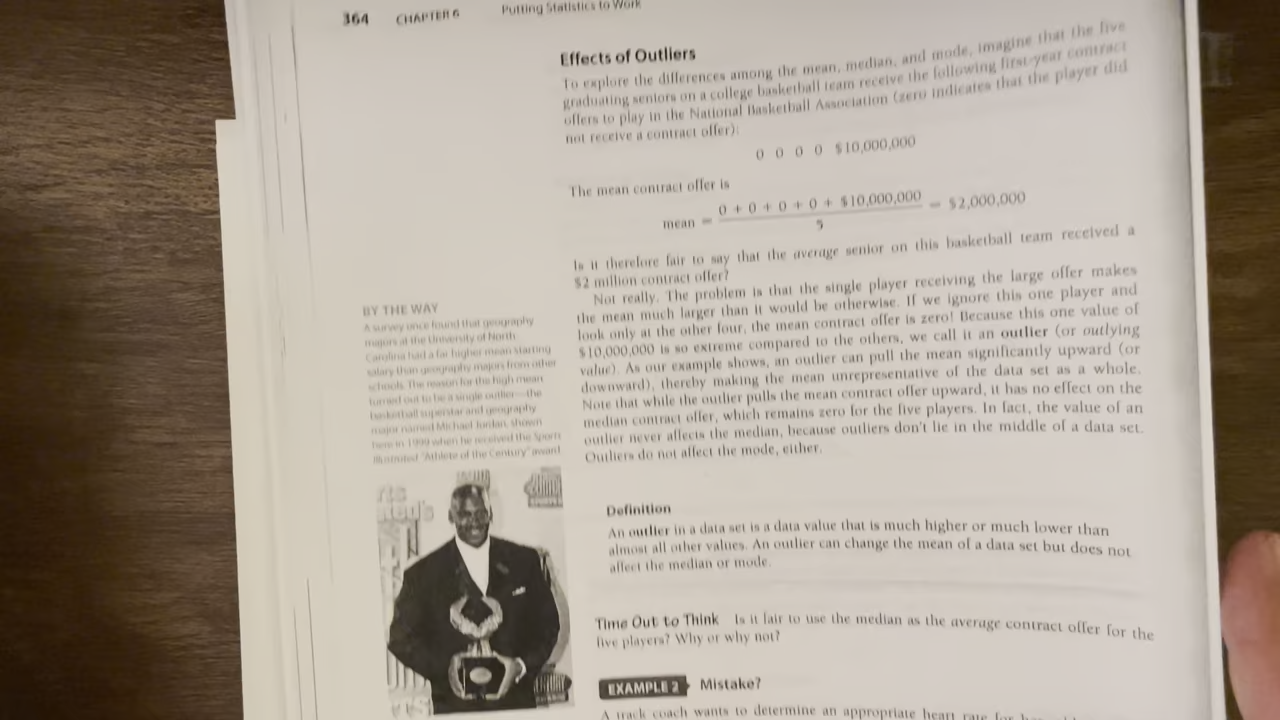 364 CHAPTER 6 Putting Statistics to Work
Effects of Outliers
To explore the differences among the mean, median, and mode, imagine that the five
graduating seniors on a college basketball team receive the following first-year contract
offers to play in the National Basketball Association (zero indicates that the player did
not receive a contract offer):
0 0 0 0 $10,000,000
The mean contract offer is
mean = 0 + 0 + 0 + 0 + $10,000,000 = $2,000,000
5
Is it therefore fair to say that the average senior on this basketball team received a
$2 million contract offer?
Not really. The problem is that the single player receiving the large offer makes
the mean much larger than it would be otherwise. If we ignore this one player and
look only at the other four, the mean contract offer is zero! Because this one value of
$10,000,000 is so extreme compared to the others, we call it an outlier (or outlying
value). As our example shows, an outlier can pull the mean significantly upward (or
downward), thereby making the mean unrepresentative of the data set as a whole.
Note that while the outlier pulls the mean contract offer upward, it has no effect on the
median contract offer, which remains zero for the five players. In fact, the value of an
outlier never affects the median, because outliers don't lie in the middle of a data set.
Outliers do not affect the mode, either.
BY THE WAY
A survey once found that geography
majors at the University of North
Carolina had a far higher mean starting
salary than geography majors from other
schools. The reason for the high mean
turned out to be a single outlier—the
basketball superstar and geography
major named Michael Jordan, shown
here in 1999 when he received the Sports
Illustrated "Athlete of the Century" award
Definition
An outlier in a data set is a data value that is much higher or much lower than
almost all other values. An outlier can change the mean of a data set but does not
affect the median or mode.
Time Out to Think Is it fair to use the median as the average contract offer for the
five players? Why or why not?
EXAMPLE 2 Mistake?
A track coach wants to determine an appropriate heart rate for her